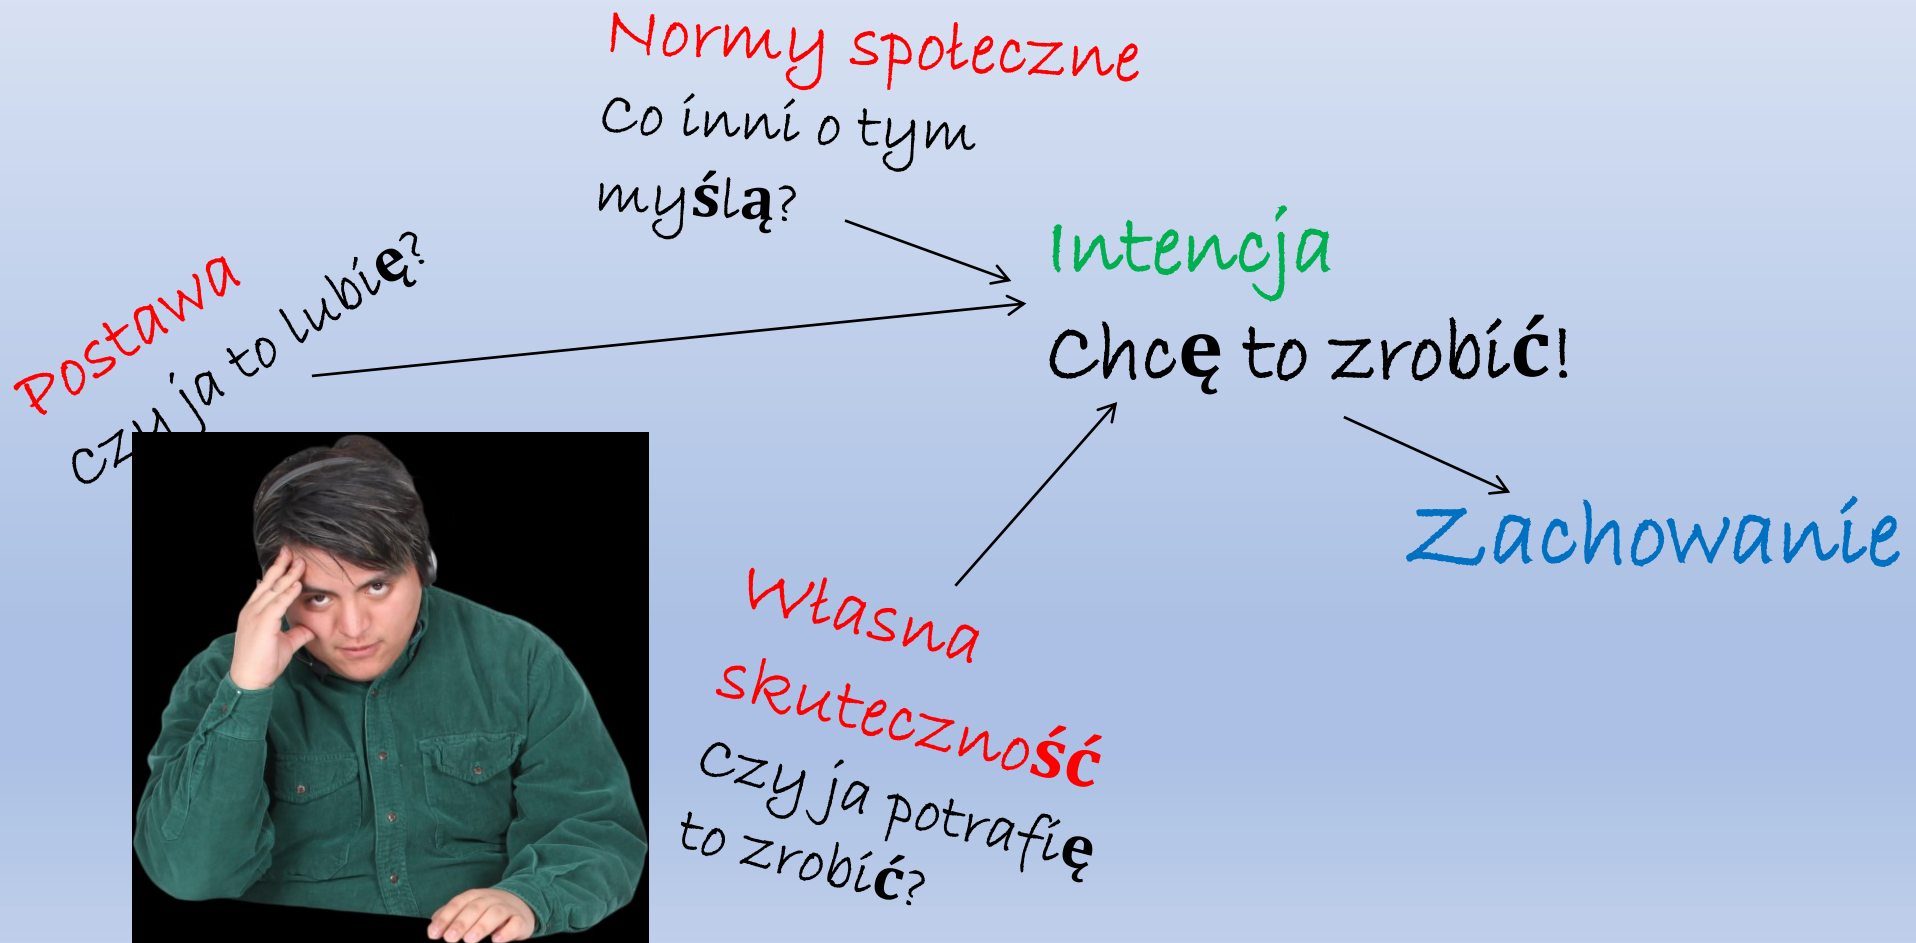 Normy społeczne
Co inni o tym
myślą?
Postawa
czy ja to lubię?
Intencja
Chcę to zrobić!
Zachowanie
Własna
skuteczność
czy ja potrafię
to zrobić?